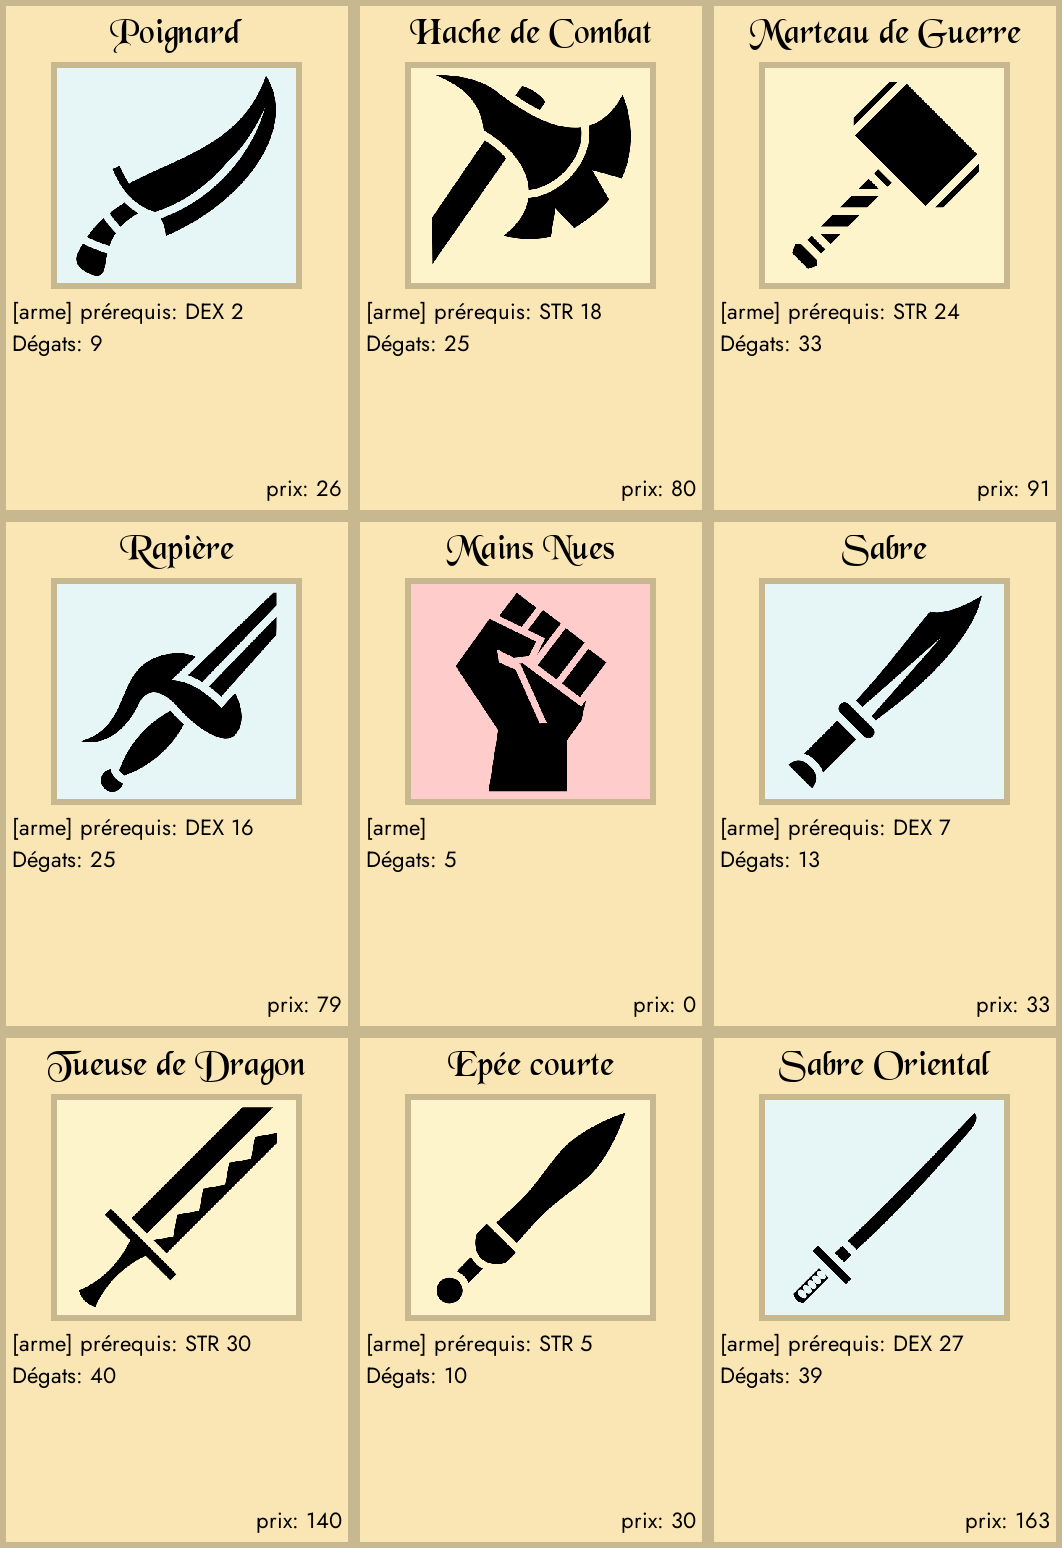 Poignard
[arme] prérequis: DEX 2
Dégats: 9
prix: 26
Hache de Combat
[arme] prérequis: STR 18
Dégats: 25
prix: 80
Marteau de Guerre
[arme] prérequis: STR 24
Dégats: 33
prix: 91
Rapière
[arme] prérequis: DEX 16
Dégats: 25
prix: 79
Mains Nues
[arme]
Dégats: 5
prix: 0
Sabre
[arme] prérequis: DEX 7
Dégats: 13
prix: 33
Tueuse de Dragon
[arme] prérequis: STR 30
Dégats: 40
prix: 140
Epée courte
[arme] prérequis: STR 5
Dégats: 10
prix: 30
Sabre Oriental
[arme] prérequis: DEX 27
Dégats: 39
prix: 163